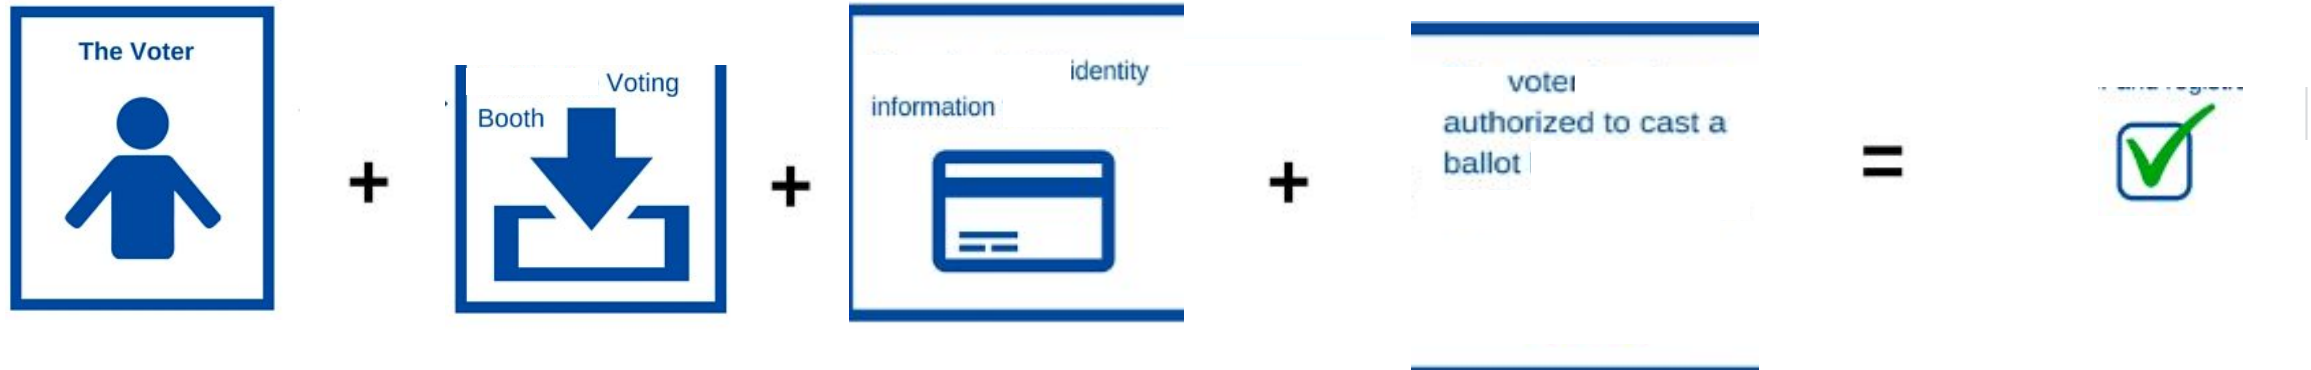 The Voter
+
Voting
Booth
+
identity
information
+
voter
authorized to cast a
ballot
=